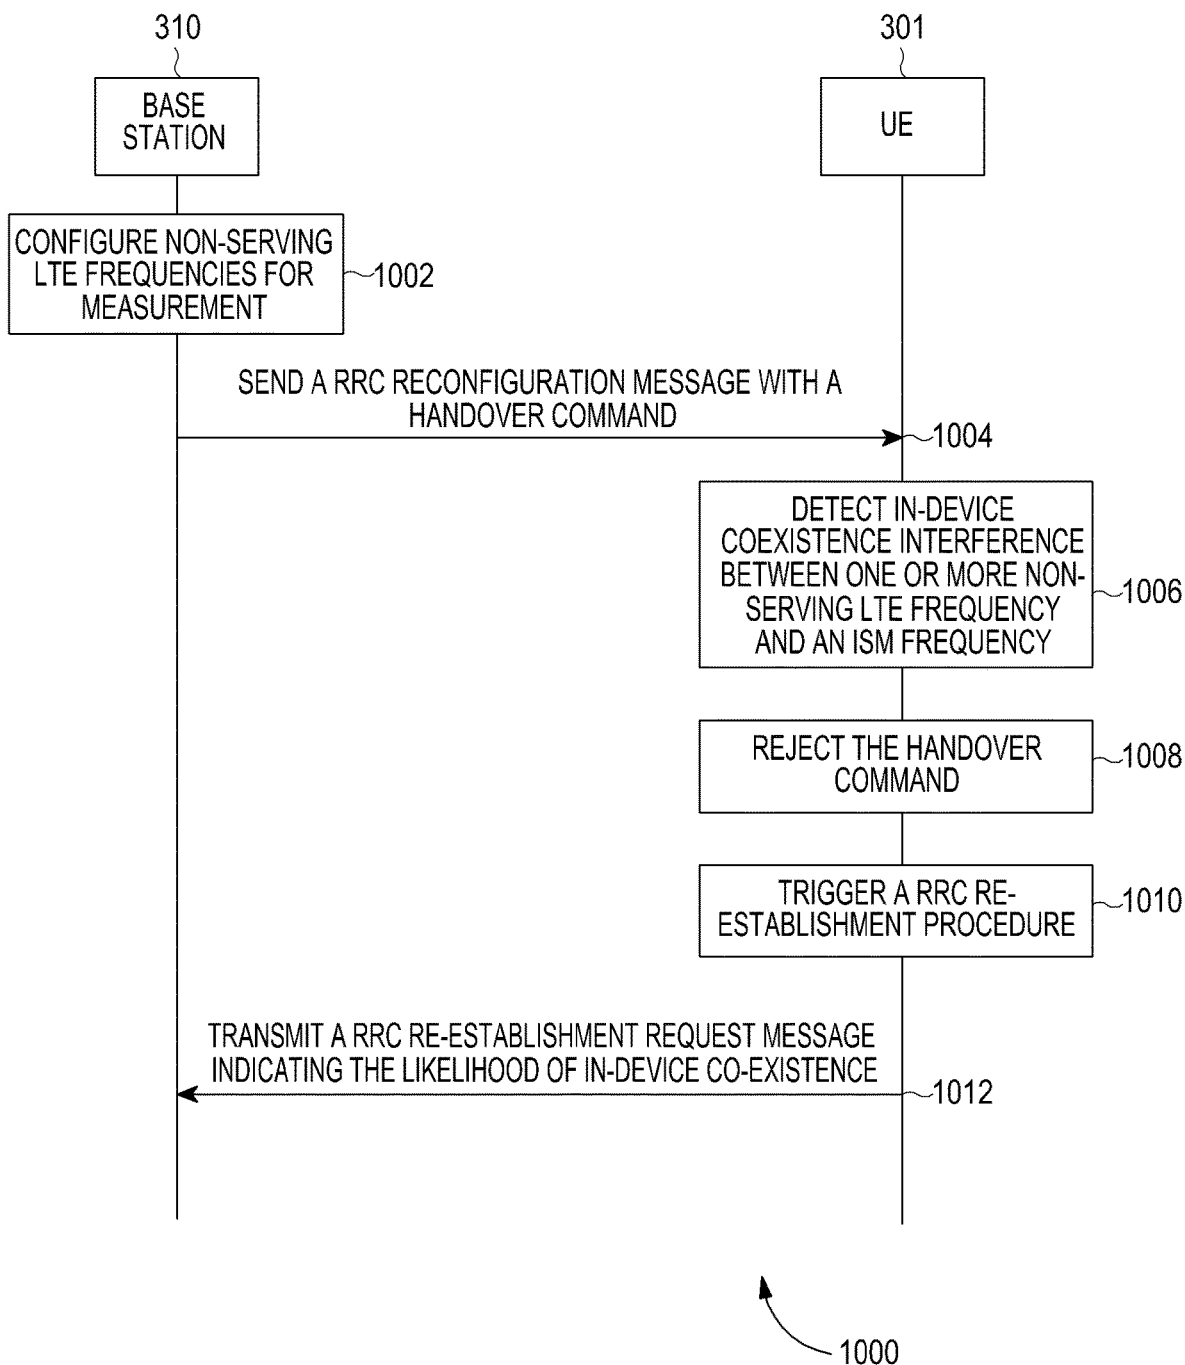 310
301
BASE
STATION
UE
CONFIGURE NON-SERVING
LTE FREQUENCIES FOR
MEASUREMENT
1002
SEND A RRC RECONFIGURATION MESSAGE WITH A
HANDOVER COMMAND
1004
DETECT IN-DEVICE
COEXISTENCE INTERFERENCE
BETWEEN ONE OR MORE NON-
SERVING LTE FREQUENCY
AND AN ISM FREQUENCY
1006
REJECT THE HANDOVER
COMMAND
1008
TRIGGER A RRC RE-
ESTABLISHMENT PROCEDURE
1010
TRANSMIT A RRC RE-ESTABLISHMENT REQUEST MESSAGE
INDICATING THE LIKELIHOOD OF IN-DEVICE CO-EXISTENCE
1012
1000